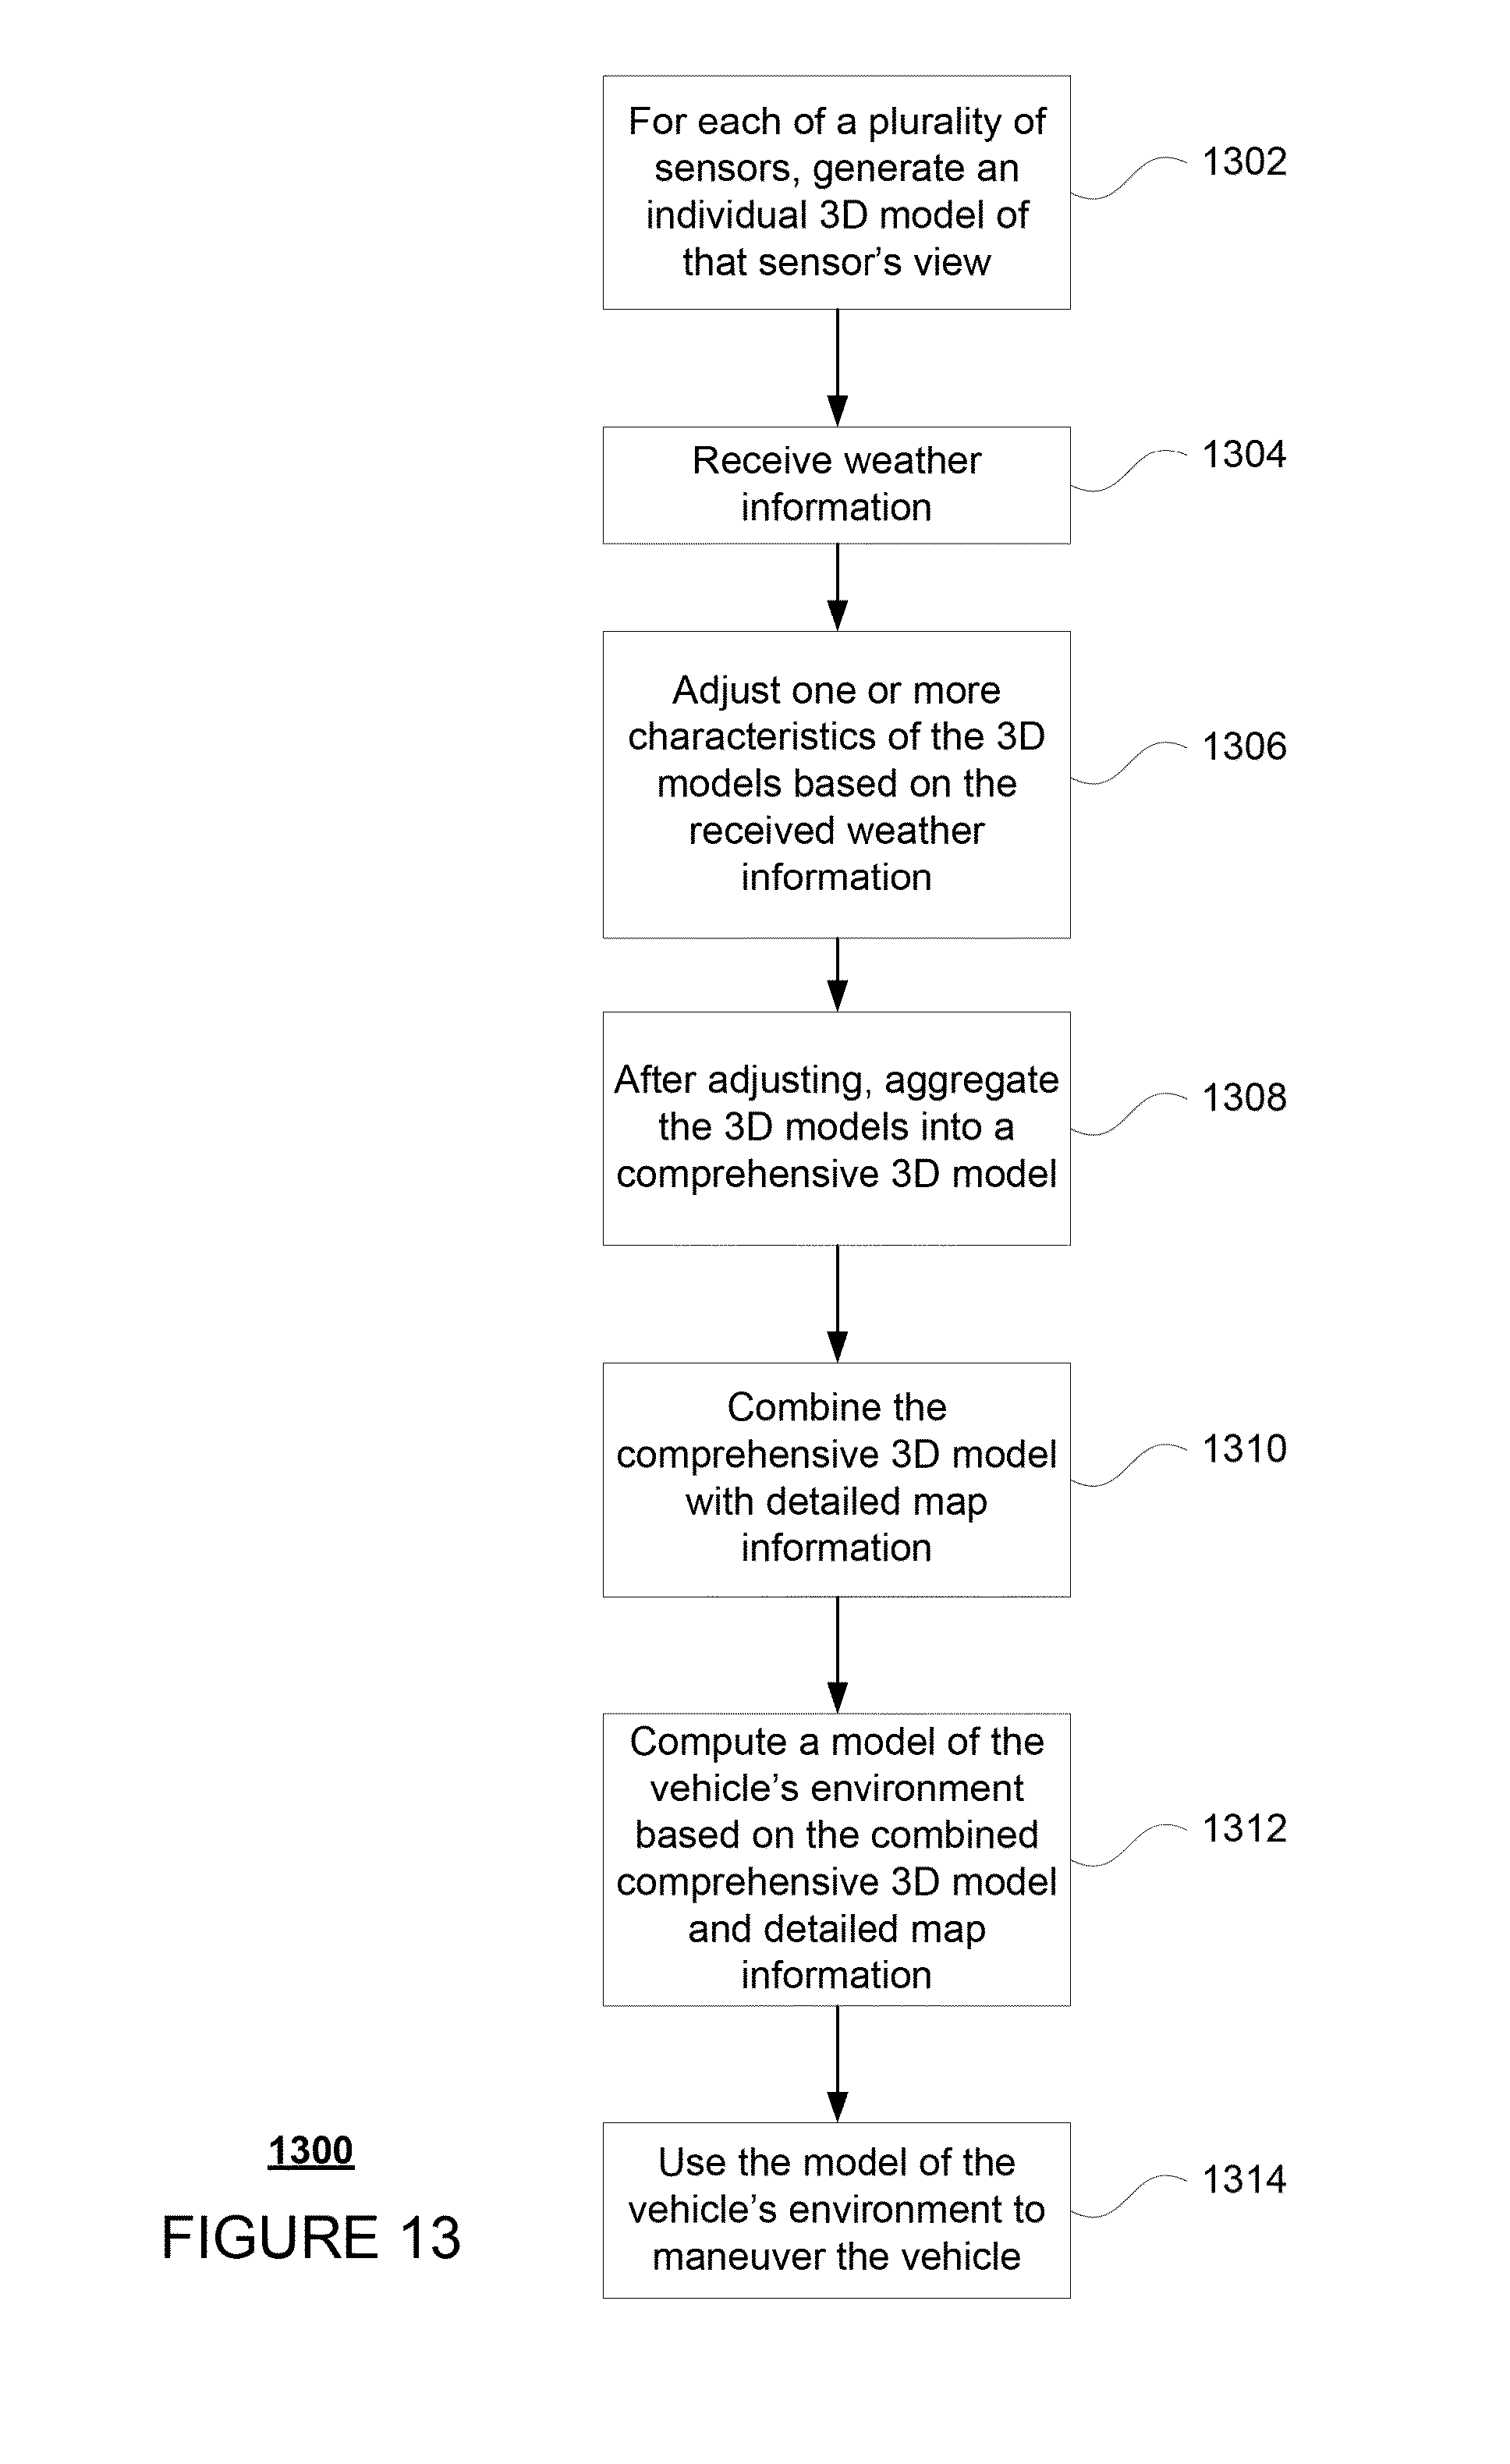 For each of a plurality of
sensors, generate an
individual 3D model of
that sensor’s view
1302
Receive weather
information
1304
Adjust one or more
characteristics of the 3D
models based on the
received weather
information
1306
After adjusting, aggregate
the 3D models into a
comprehensive 3D model
1308
Combine the
comprehensive 3D model
with detailed map
information
1310
Compute a model of the
vehicle’s environment
based on the combined
comprehensive 3D model
and detailed map
information
1312
Use the model of the
vehicle’s environment to
maneuver the vehicle
1314
1300
FIGURE 13